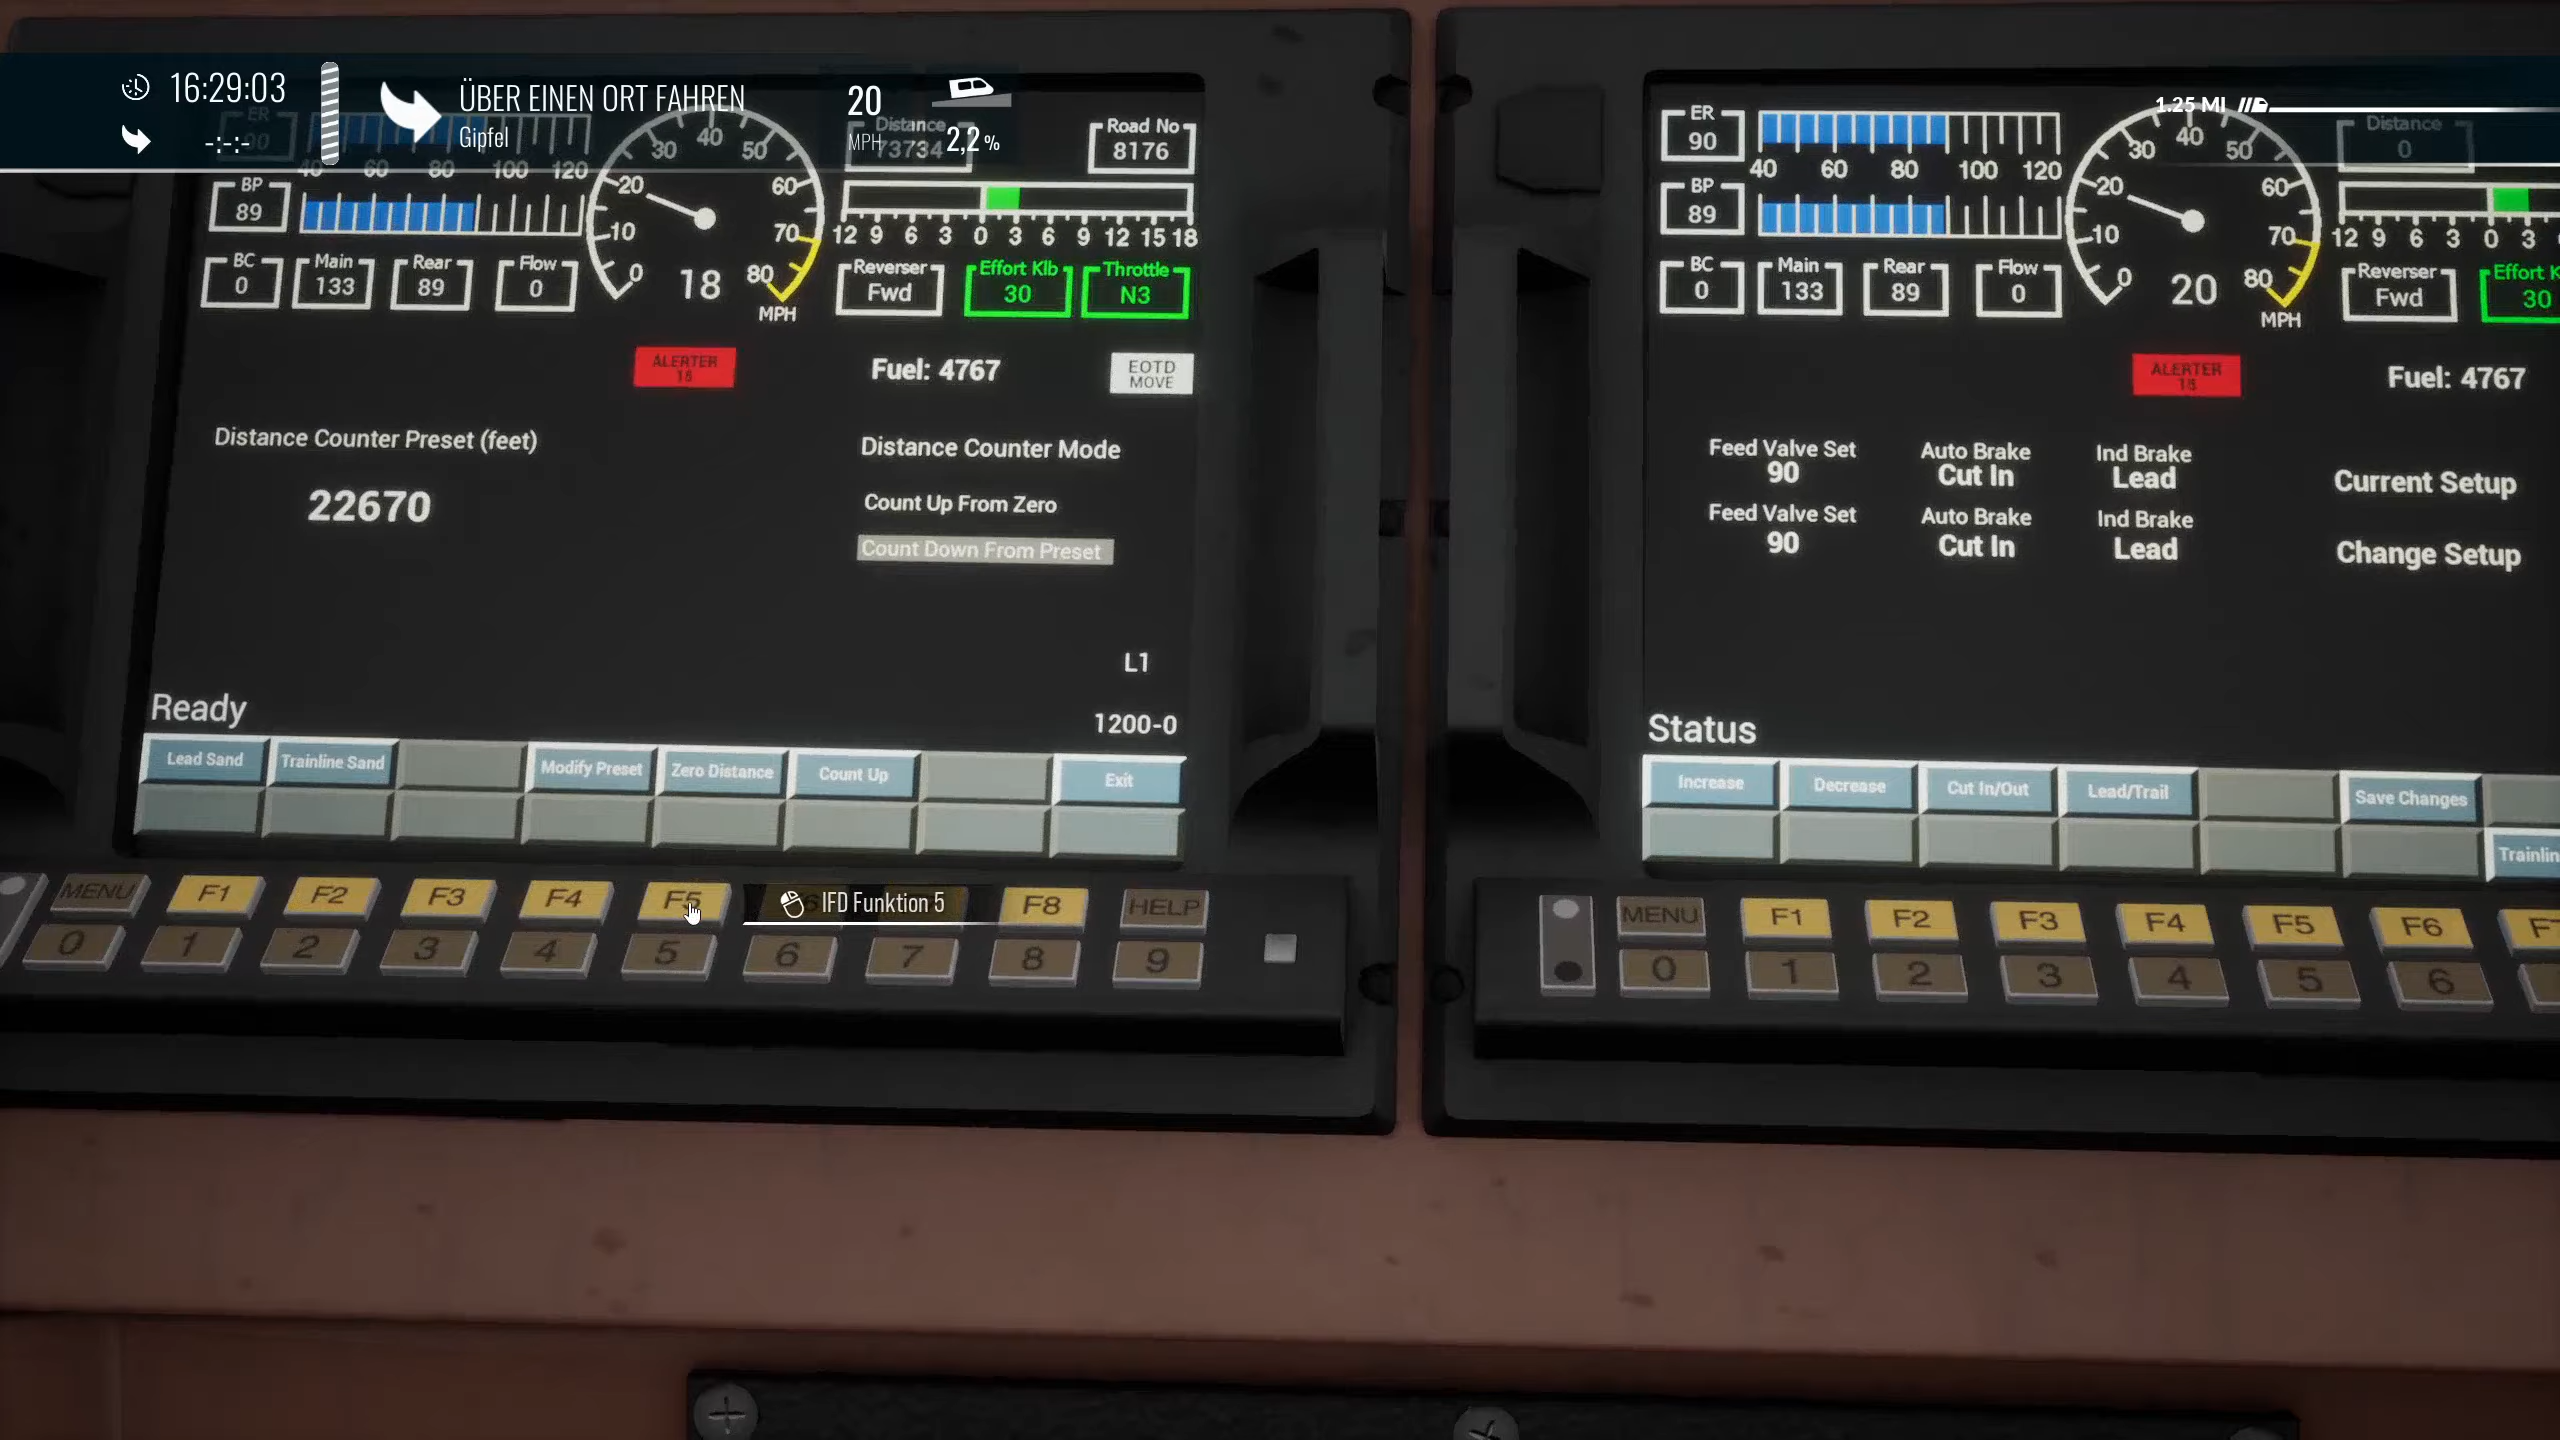 16:29:03
-:-:-
ÜBER EINEN ORT FAHREN
Gipfel
20
MPH
2,2 %
1.25 MI
ER
40 60 80 100 120
BP
89
BC
0
Main
133
Rear
89
Flow
0
0 10 20 30 40 50 60 70 80
18
MPH
Distance
73734
Road No
8176
12 9 6 3 0 3 6 9 12 15 18
Reverser
Fwd
Effort Klb
30
Throttle
N3
ALERTER
18
Fuel: 4767
EOTD
MOVE
Distance Counter Preset (feet)
22670
Distance Counter Mode
Count Up From Zero
Count Down From Preset
L1
Ready
1200-0
Lead Sand
Trainline Sand
Modify Preset
Zero Distance
Count Up
Exit
MENU F1 F2 F3 F4 F5 F8 HELP
IFD Funktion 5
0 1 2 3 4 5 6 7 8 9
ER
90
40 60 80 100 120
BP
89
BC
0
Main
133
Rear
89
Flow
0
0 10 20 30 40 50 60 70 80
20
MPH
Distance
0
12 9 6 3 0 3
Reverser
Fwd
Effort K
30
ALERTER
18
Fuel: 4767
Feed Valve Set
90
Auto Brake
Cut In
Ind Brake
Lead
Current Setup
Feed Valve Set
90
Auto Brake
Cut In
Ind Brake
Lead
Change Setup
Status
Increase
Decrease
Cut In/Out
Lead/Trail
Save Changes
Trainlin
MENU F1 F2 F3 F4 F5 F6 F7
0 1 2 3 4 5 6